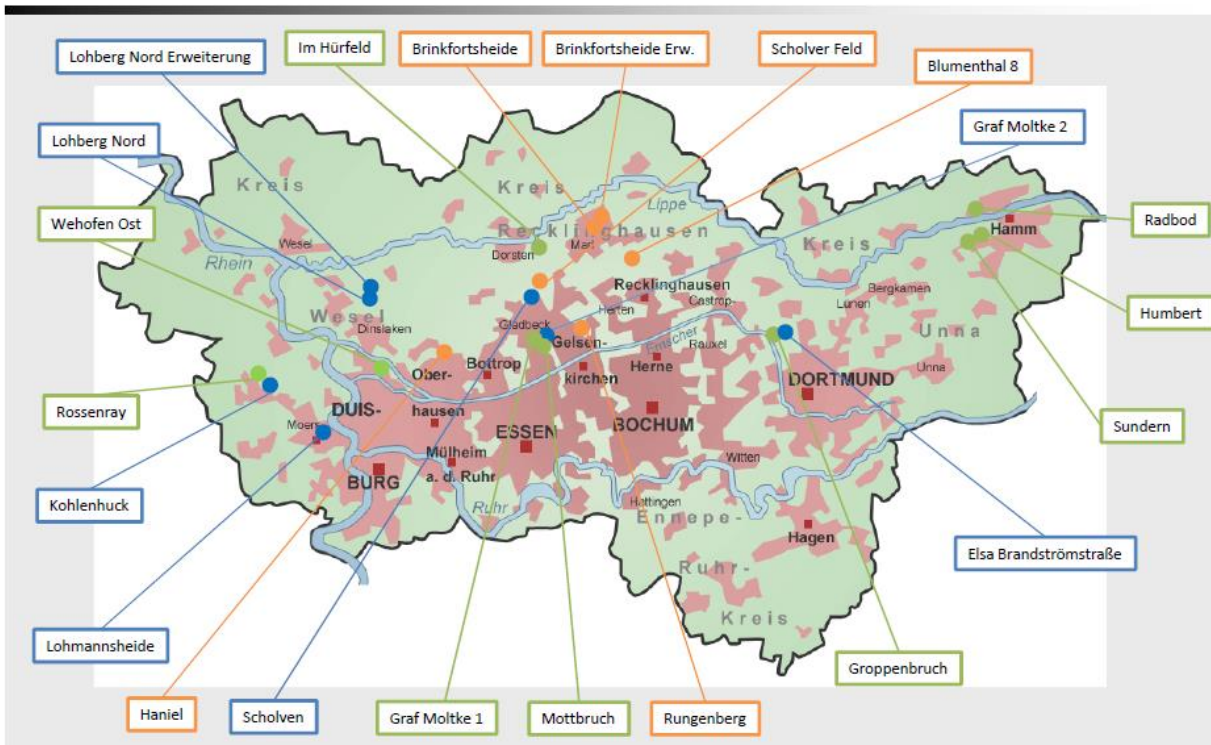 Lohberg Nord Erweiterung
Im Hürfeld
Brinkfortsheide
Brinkfortsheide Erw.
Scholver Feld
Blumenthal 8
Lohberg Nord
Graf Moltke 2
Wehofen Ost
Radbod
Humbert
Rossenray
Sundern
Kohlenhuck
Elsa Brandströmstraße
Lohmannsheide
Groppenbruch
Haniel
Scholven
Graf Moltke 1
Mottbruch
Rungenberg
Kreis
Wesel
Rhein
Wesel
Dinslaken
Kreis
Recklinghausen
Lippe
Marl
Dorsten
Recklinghausen
Herten
Castrop-
Rauxel
Emscher
Gladbeck
Gelsen-
kirchen
Bottrop
Herne
Ober-
hausen
DUIS-
BURG
Moers
Mülheim
a. d. Ruhr
ESSEN
BOCHUM
Ruhr
Hattingen
Witten
DORTMUND
Kreis
Unna
Hamm
Bergkamen
Lünen
Unna
Ennepe-
Ruhr-
Kreis
Hagen